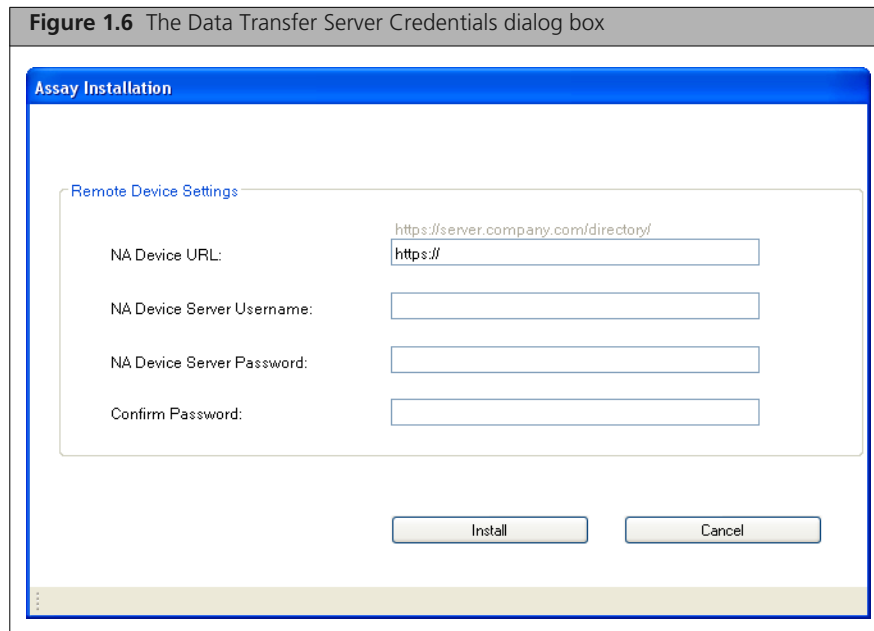 Figure 1.6 The Data Transfer Server Credentials dialog box
Assay Installation
Remote Device Settings
https://server.company.com/directory/
NA Device URL:
https://
NA Device Server Username:
NA Device Server Password:
Confirm Password:
Install
Cancel